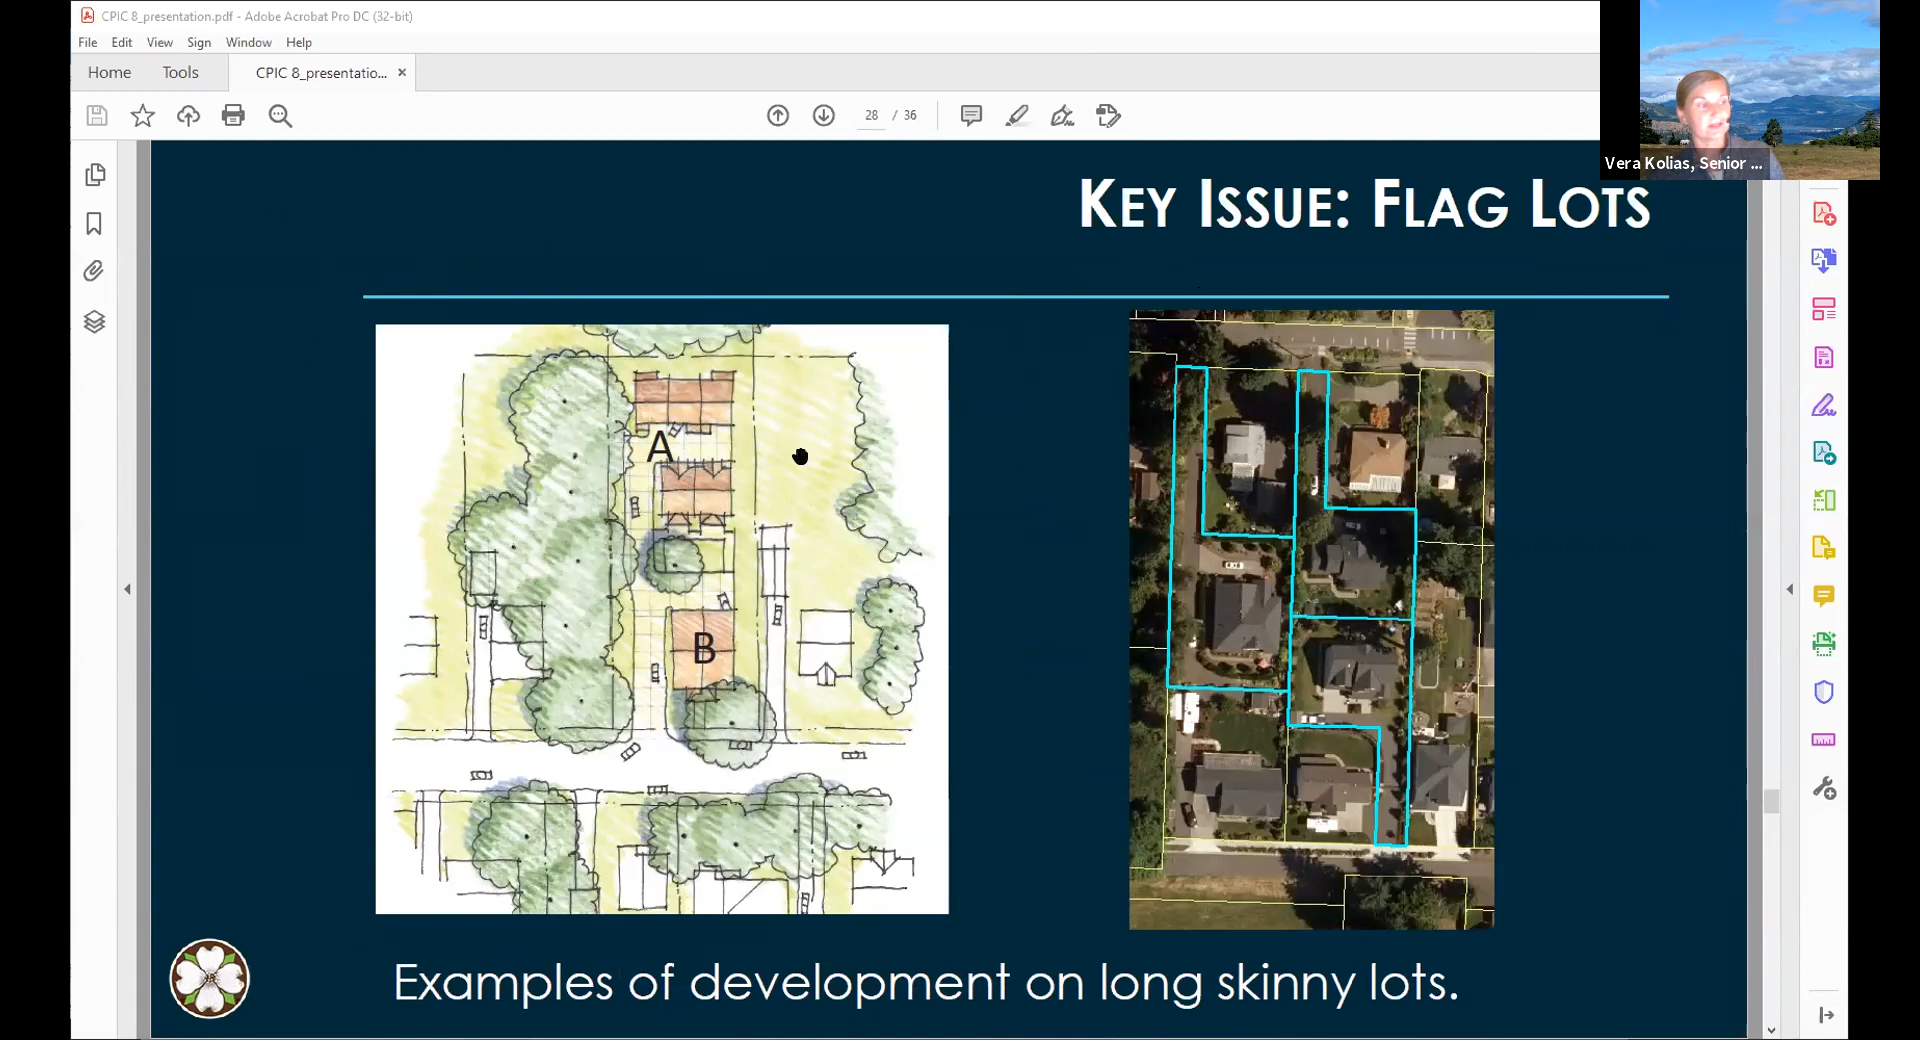 CPIC 8_presentation.pdf - Adobe Acrobat Pro DC (32-bit)
File Edit View Sign Window Help
Home Tools CPIC 8_presentatio... ×
28 / 36
Vera Kolias, Senior ...
KEY ISSUE: FLAG LOTS
A
B
Examples of development on long skinny lots.